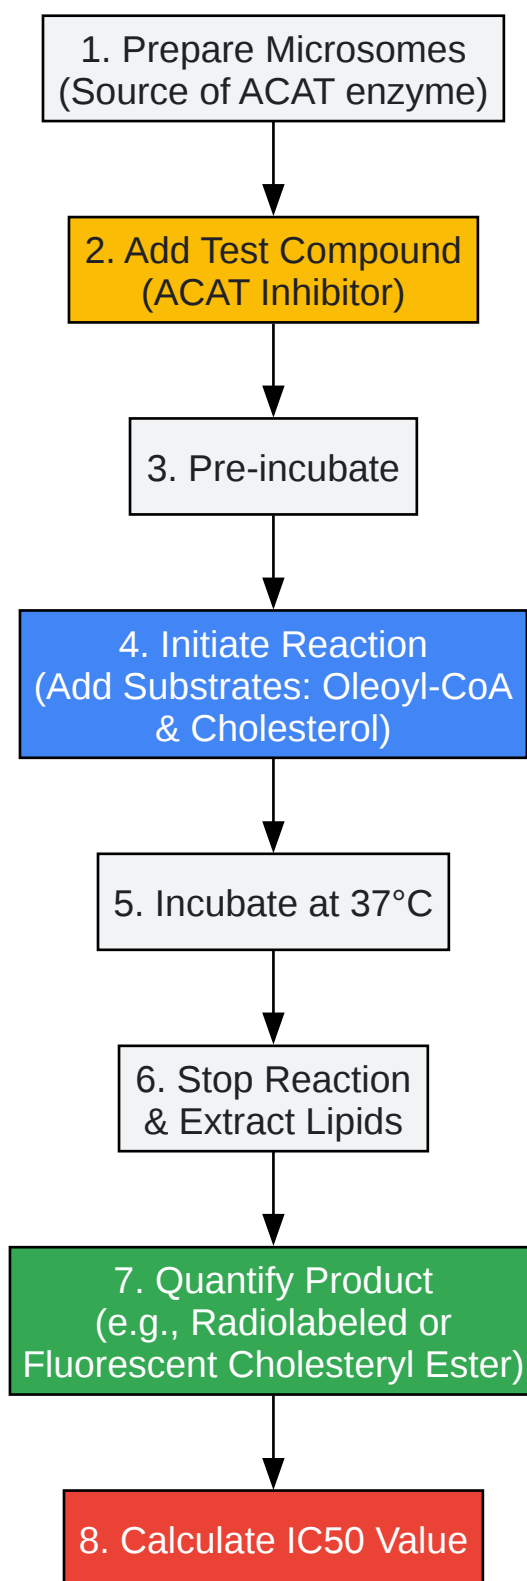 1. Prepare Microsomes
(Source of ACAT enzyme)
2. Add Test Compound
(ACAT Inhibitor)
3. Pre-incubate
4. Initiate Reaction
(Add Substrates: Oleoyl-CoA
& Cholesterol)
5. Incubate at 37°C
6. Stop Reaction
& Extract Lipids
7. Quantify Product
(e.g., Radiolabeled or
Fluorescent Cholesteryl Ester)
8. Calculate IC50 Value